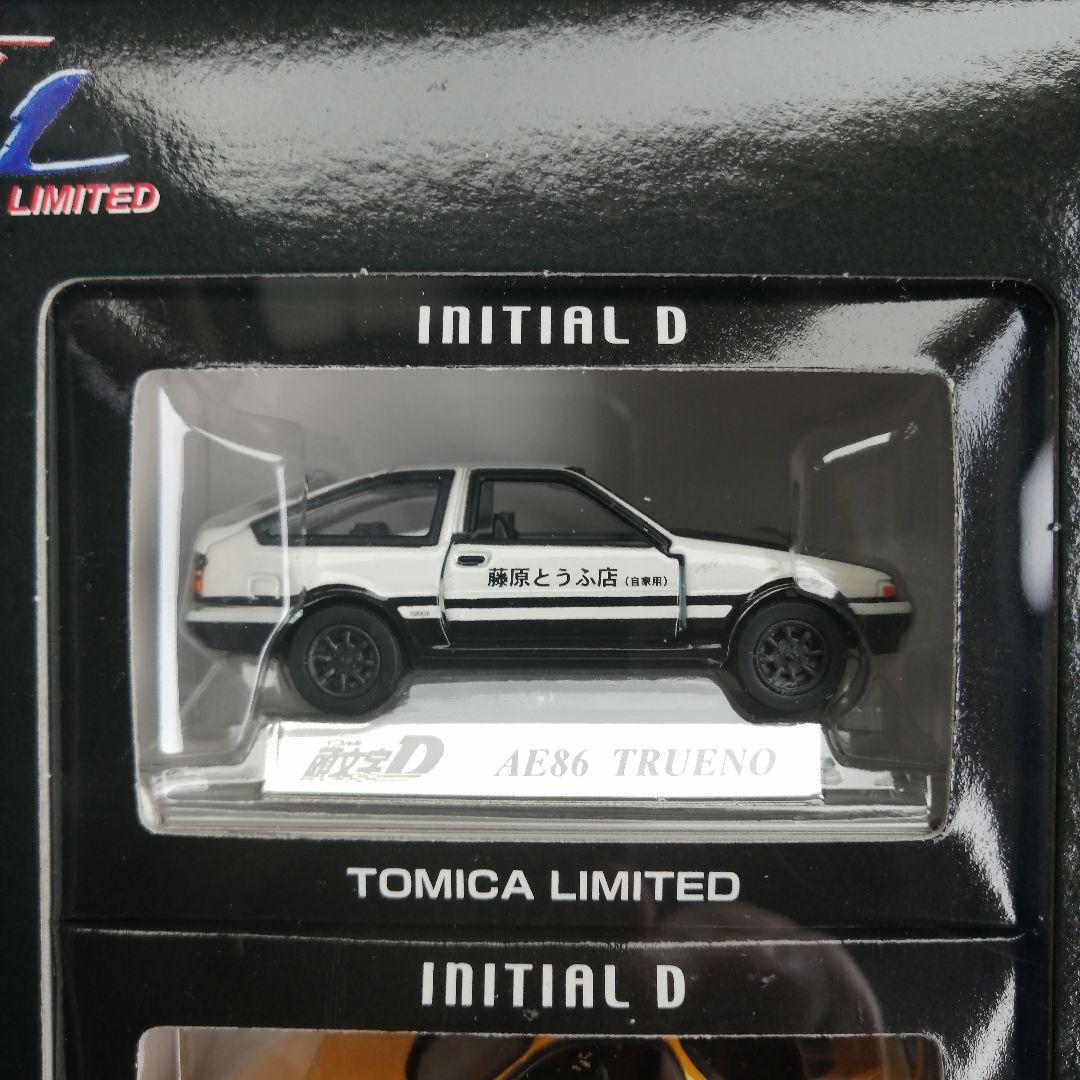 TL
LIMITED
INITIAL D
藤原とうふ店(自家用)
頭文字D AE86 TRUENO
TOMICA LIMITED
INITIAL D